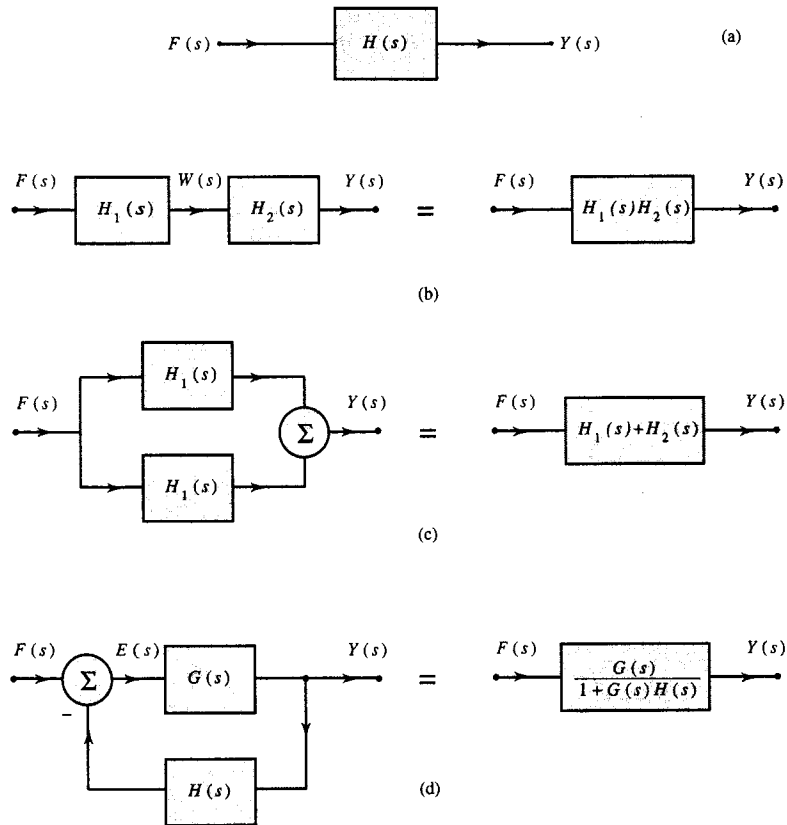 F(s) H(s) Y(s) (a)
F(s) H₁(s) W(s) H₂(s) Y(s) = F(s) H₁(s)H₂(s) Y(s)
(b)
H₁(s)
F(s) Σ Y(s) = F(s) H₁(s)+H₂(s) Y(s)
H₁(s)
(c)
F(s) Σ E(s) G(s) Y(s) = F(s) G(s) Y(s)
1+G(s)H(s)
–
H(s) (d)